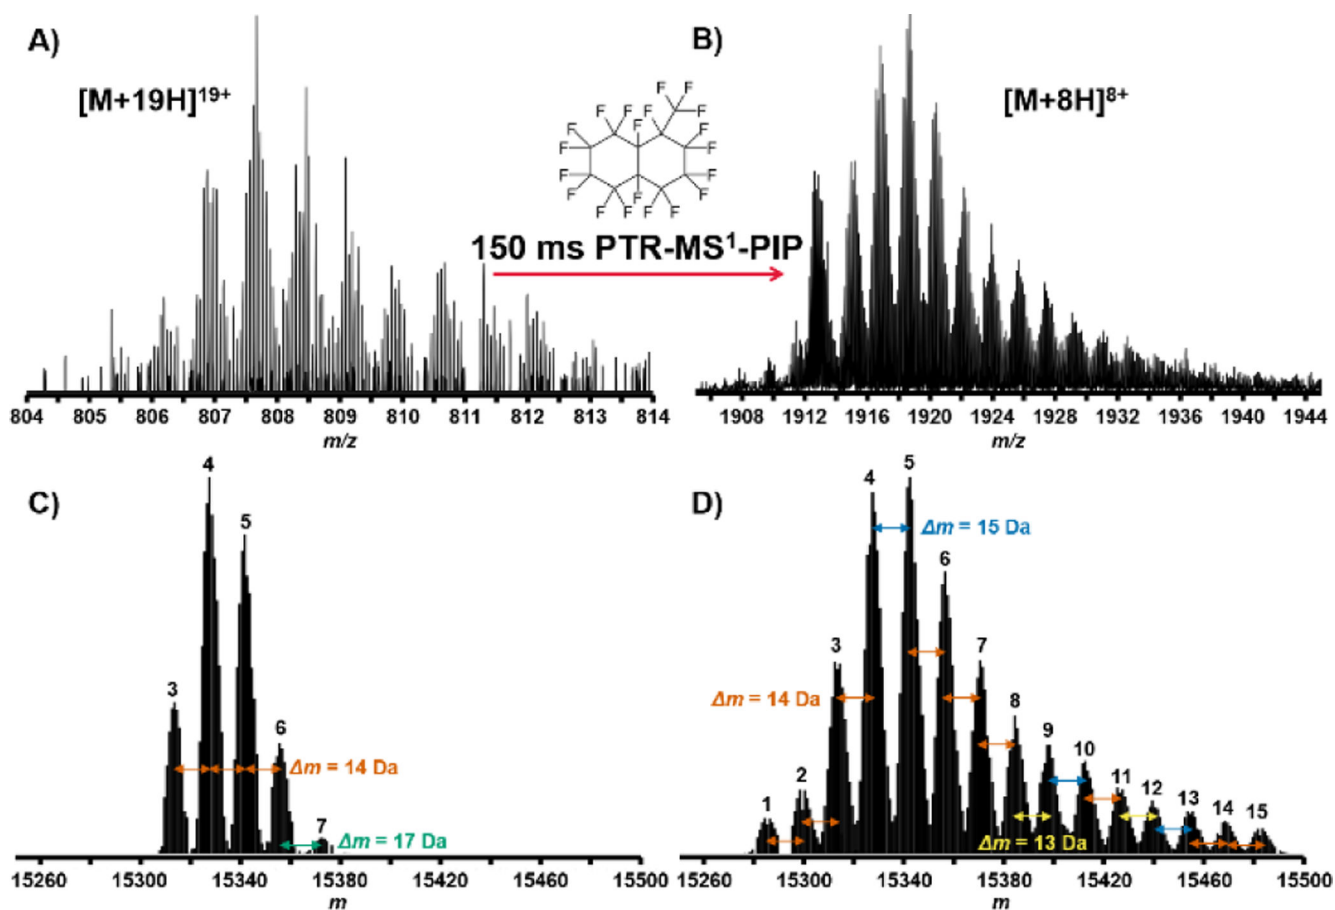 A)
[M+19H]19+
F F
F F F F
F F F
F F
F F
F F
F F F F F
150 ms PTR-MS1-PIP
804 805 806 807 808 809 810 811 812 813 814
m/z
B)
[M+8H]8+
1908 1912 1916 1920 1924 1928 1932 1936 1940 1944
m/z
C)
3 4 5 6 7
Δm = 14 Da
Δm = 17 Da
15260 15300 15340 15380 15420 15460 15500
m
D)
1 2 3 4 5 6 7 8 9 10 11 12 13 14 15
Δm = 15 Da
Δm = 14 Da
Δm = 13 Da
15260 15300 15340 15380 15420 15460 15500
m